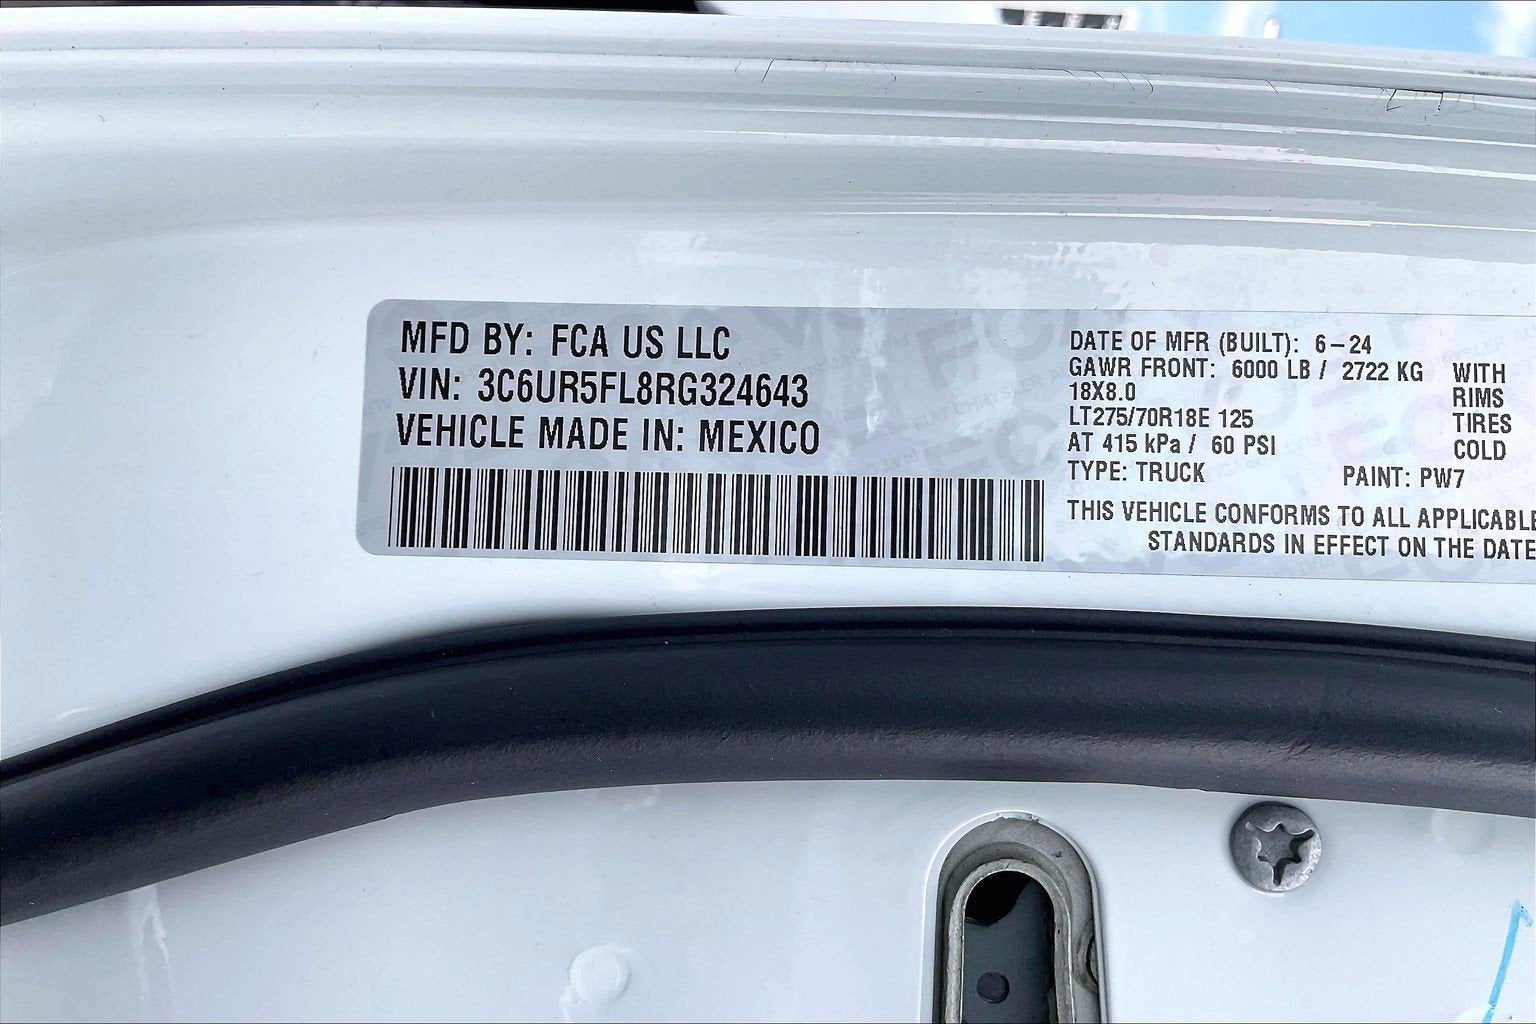 MFD BY: FCA US LLC
VIN: 3C6UR5FL8RG324643
VEHICLE MADE IN: MEXICO
DATE OF MFR (BUILT): 6-24
GAWR FRONT: 6000 LB / 2722 KG WITH
18X8.0 RIMS
LT275/70R18E 125 TIRES
AT 415 kPa / 60 PSI COLD
TYPE: TRUCK PAINT: PW7
THIS VEHICLE CONFORMS TO ALL APPLICABLE
STANDARDS IN EFFECT ON THE DATE